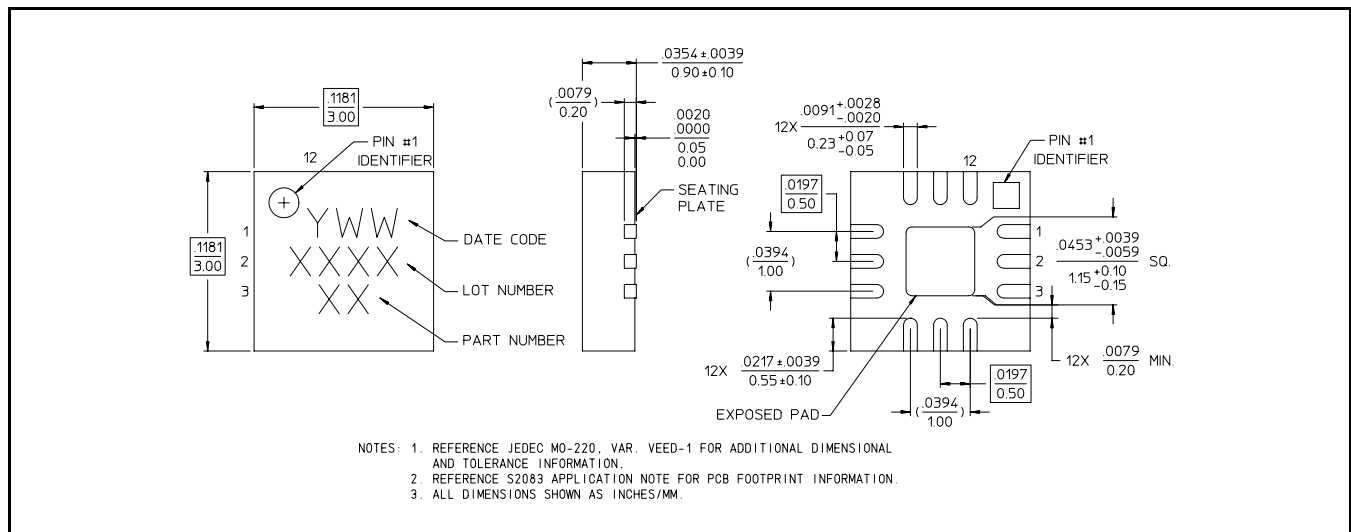 .1181
3.00
12
PIN #1
IDENTIFIER
.1181
3.00
1
2
3
YWW
XXXX
XX
DATE CODE
LOT NUMBER
PART NUMBER
.0354±.0039
0.90±0.10
(.0079
0.20)
.0020
.0000
0.05
0.00
SEATING
PLATE
12X .0091+.0028
-.0020
0.23+0.07
-0.05
12
PIN #1
IDENTIFIER
.0197
0.50
(.0394
1.00)
1
2
3
.0453+.0039
-.0059 SQ.
1.15+0.10
-0.15
12X .0217±.0039
0.55±0.10
EXPOSED PAD
(.0394
1.00)
.0197
0.50
12X .0079 MIN.
0.20
NOTES: 1. REFERENCE JEDEC MO-220, VAR. VEED-1 FOR ADDITIONAL DIMENSIONAL
AND TOLERANCE INFORMATION.
2. REFERENCE S2083 APPLICATION NOTE FOR PCB FOOTPRINT INFORMATION.
3. ALL DIMENSIONS SHOWN AS INCHES/MM.